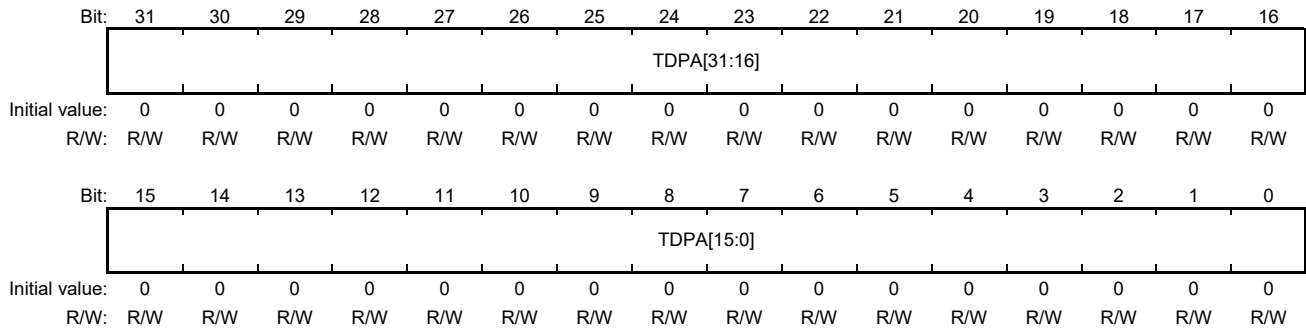 Bit: 31 30 29 28 27 26 25 24 23 22 21 20 19 18 17 16
TDPA[31:16]
Initial value: 0 0 0 0 0 0 0 0 0 0 0 0 0 0 0 0
R/W: R/W R/W R/W R/W R/W R/W R/W R/W R/W R/W R/W R/W R/W R/W R/W R/W
Bit: 15 14 13 12 11 10 9 8 7 6 5 4 3 2 1 0
TDPA[15:0]
Initial value: 0 0 0 0 0 0 0 0 0 0 0 0 0 0 0 0
R/W: R/W R/W R/W R/W R/W R/W R/W R/W R/W R/W R/W R/W R/W R/W R/W R/W